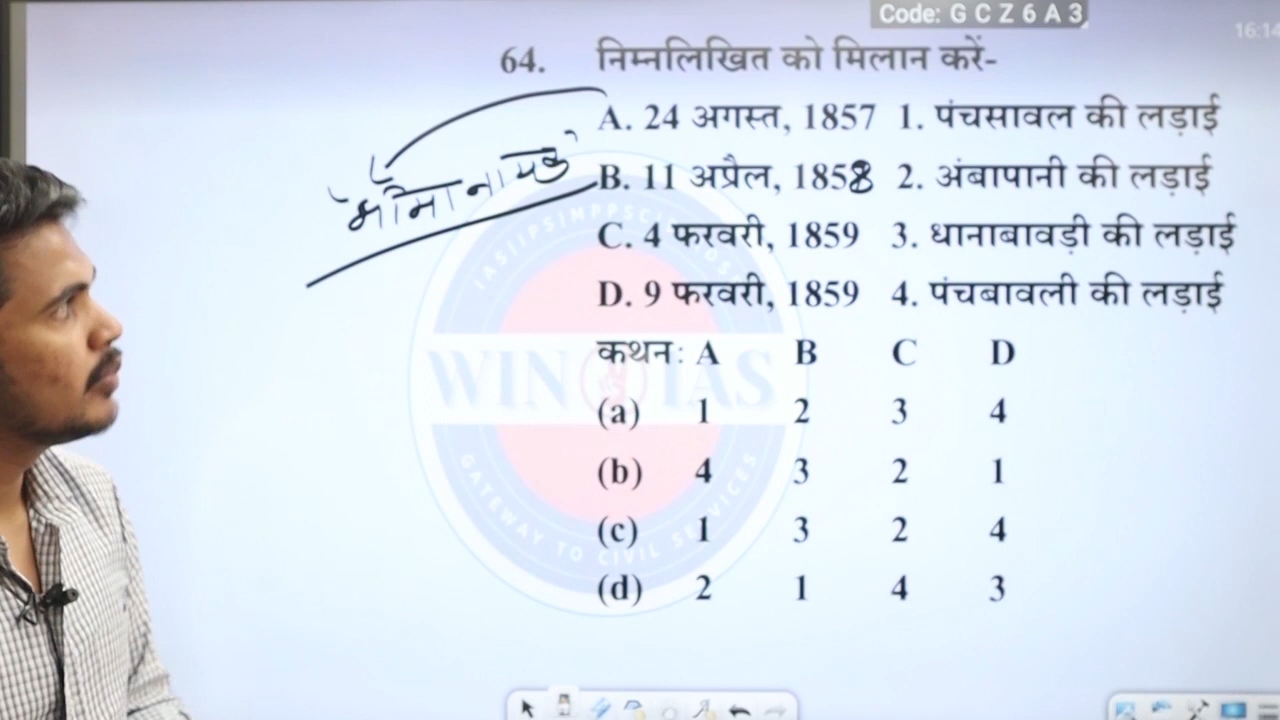 Code: G C Z 6 A 3
16:14
64. निम्नलिखित को मिलान करें-
A. 24 अगस्त, 1857 1. पंचसावल की लड़ाई
B. 11 अप्रैल, 1858 2. अंबापानी की लड़ाई
C. 4 फरवरी, 1859 3. धानाबावड़ी की लड़ाई
D. 9 फरवरी, 1859 4. पंचबावली की लड़ाई
भीमा नायक
कथन: A B C D
(a) 1 2 3 4
(b) 4 3 2 1
(c) 1 3 2 4
(d) 2 1 4 3
WIN IAS
GATEWAY TO CIVIL SERVICES